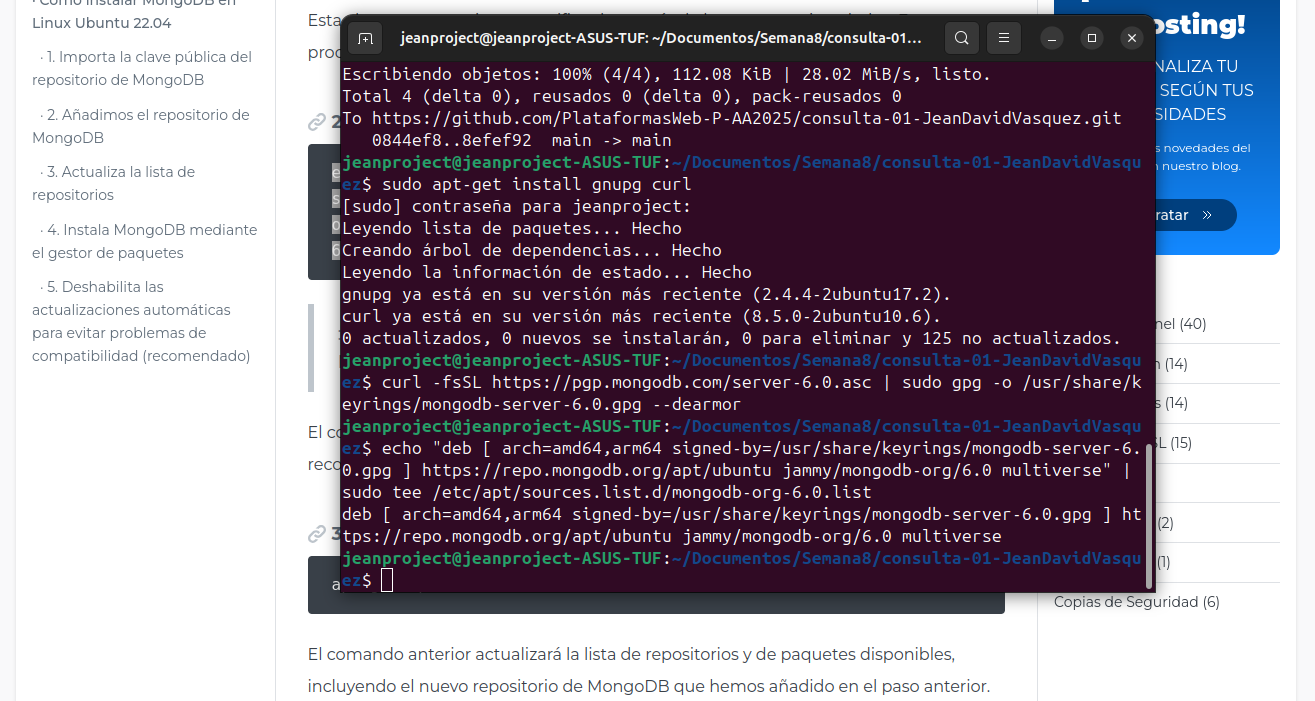 · Cómo instalar MongoDB en
Linux Ubuntu 22.04
· 1. Importa la clave pública del
repositorio de MongoDB
· 2. Añadimos el repositorio de
MongoDB
· 3. Actualiza la lista de
repositorios
· 4. Instala MongoDB mediante
el gestor de paquetes
· 5. Deshabilita las
actualizaciones automáticas
para evitar problemas de
compatibilidad (recomendado)
jeanproject@jeanproject-ASUS-TUF: ~/Documentos/Semana8/consulta-01...
Escribiendo objetos: 100% (4/4), 112.08 KiB | 28.02 MiB/s, listo.
Total 4 (delta 0), reusados 0 (delta 0), pack-reusados 0
To https://github.com/PlataformasWeb-P-AA2025/consulta-01-JeanDavidVasquez.git
   0844ef8..8efef92  main -> main
jeanproject@jeanproject-ASUS-TUF:~/Documentos/Semana8/consulta-01-JeanDavidVasqu
ez$ sudo apt-get install gnupg curl
[sudo] contraseña para jeanproject:
Leyendo lista de paquetes... Hecho
Creando árbol de dependencias... Hecho
Leyendo la información de estado... Hecho
gnupg ya está en su versión más reciente (2.4.4-2ubuntu17.2).
curl ya está en su versión más reciente (8.5.0-2ubuntu10.6).
0 actualizados, 0 nuevos se instalarán, 0 para eliminar y 125 no actualizados.
jeanproject@jeanproject-ASUS-TUF:~/Documentos/Semana8/consulta-01-JeanDavidVasqu
ez$ curl -fsSL https://pgp.mongodb.com/server-6.0.asc | sudo gpg -o /usr/share/k
eyrings/mongodb-server-6.0.gpg --dearmor
jeanproject@jeanproject-ASUS-TUF:~/Documentos/Semana8/consulta-01-JeanDavidVasqu
ez$ echo "deb [ arch=amd64,arm64 signed-by=/usr/share/keyrings/mongodb-server-6.
0.gpg ] https://repo.mongodb.org/apt/ubuntu jammy/mongodb-org/6.0 multiverse" |
sudo tee /etc/apt/sources.list.d/mongodb-org-6.0.list
deb [ arch=amd64,arm64 signed-by=/usr/share/keyrings/mongodb-server-6.0.gpg ] ht
tps://repo.mongodb.org/apt/ubuntu jammy/mongodb-org/6.0 multiverse
jeanproject@jeanproject-ASUS-TUF:~/Documentos/Semana8/consulta-01-JeanDavidVasqu
ez$
El comando anterior actualizará la lista de repositorios y de paquetes disponibles,
incluyendo el nuevo repositorio de MongoDB que hemos añadido en el paso anterior.
osting!
NALIZA TU
SEGÚN TUS
SIDADES
s novedades del
n nuestro blog.
ratar »
nel (40)
n (14)
s (14)
SL (15)
(2)
(1)
Copias de Seguridad (6)